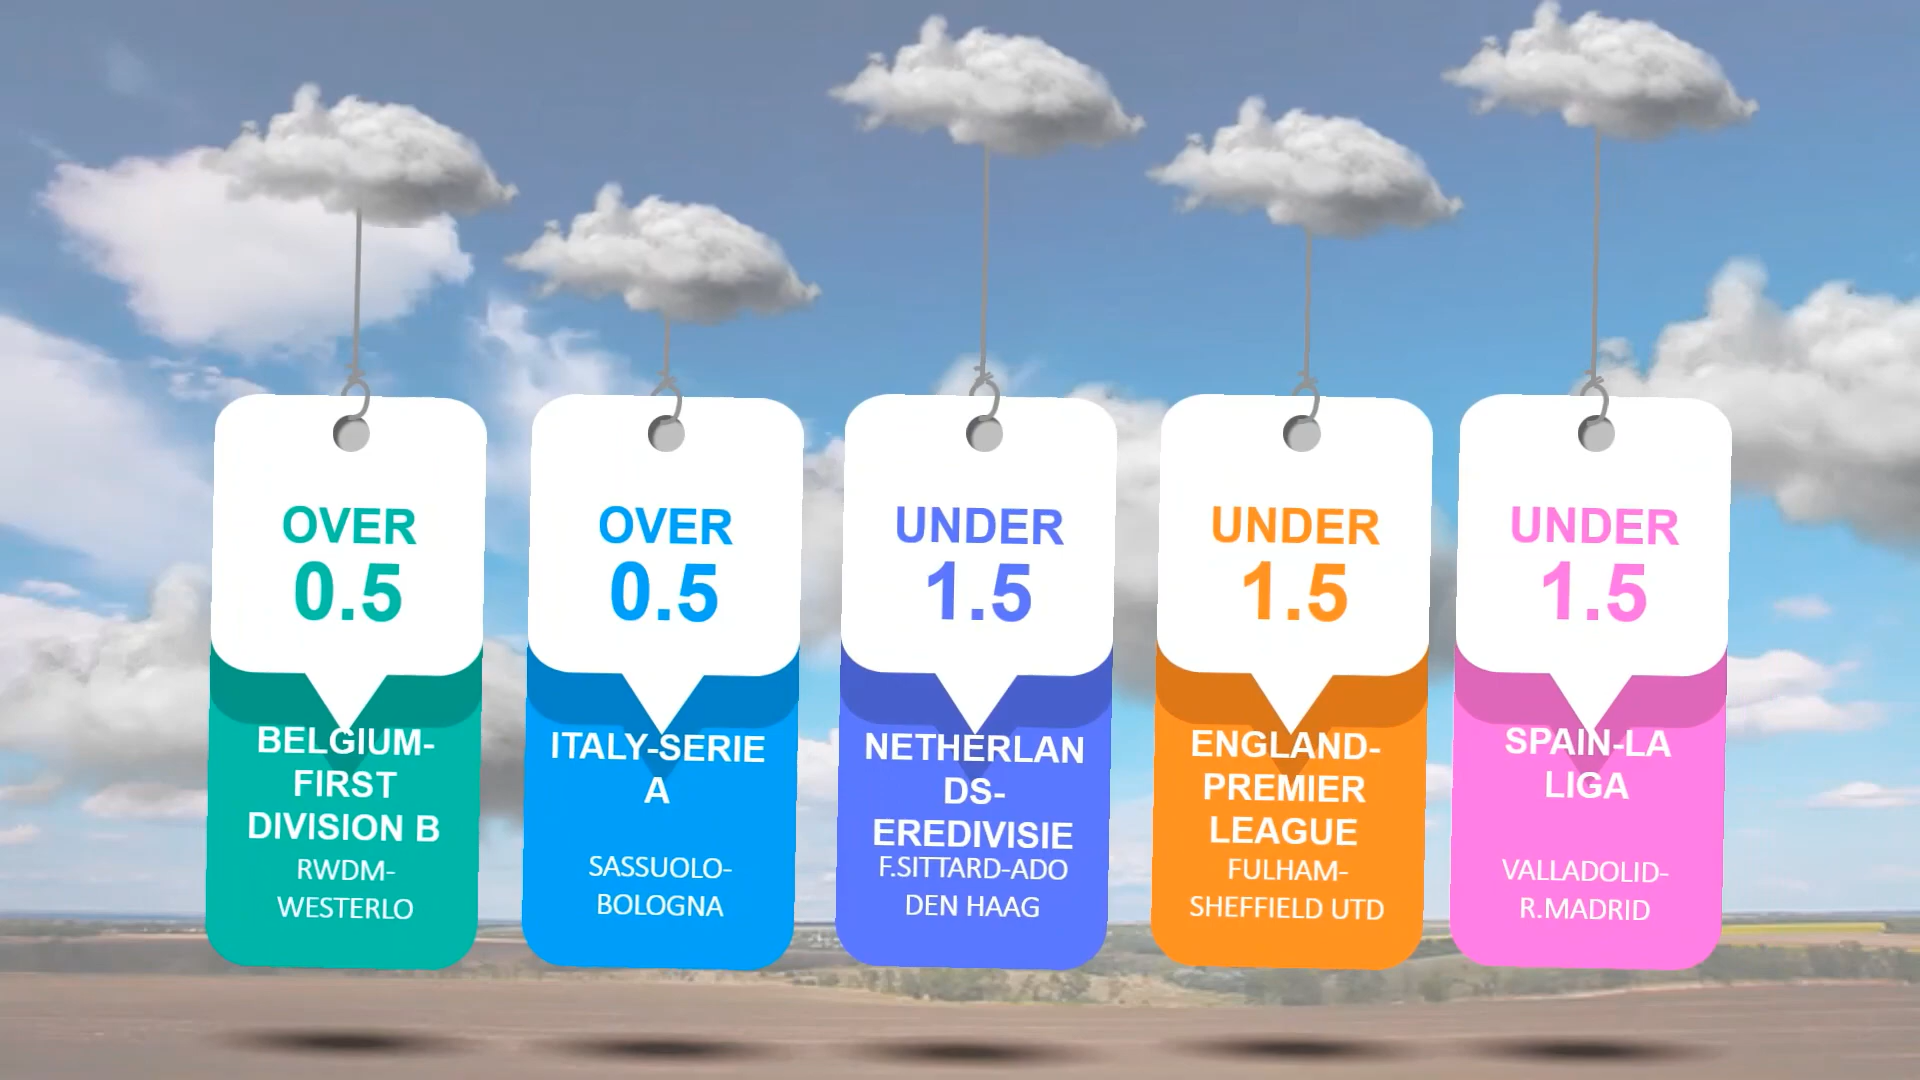 OVER
0.5
BELGIUM-
FIRST
DIVISION B
RWDM-
WESTERLO
OVER
0.5
ITALY-SERIE
A
SASSUOLO-
BOLOGNA
UNDER
1.5
NETHERLAN
DS-
EREDIVISIE
F.SITTARD-ADO
DEN HAAG
UNDER
1.5
ENGLAND-
PREMIER
LEAGUE
FULHAM-
SHEFFIELD UTD
UNDER
1.5
SPAIN-LA
LIGA
VALLADOLID-
R.MADRID